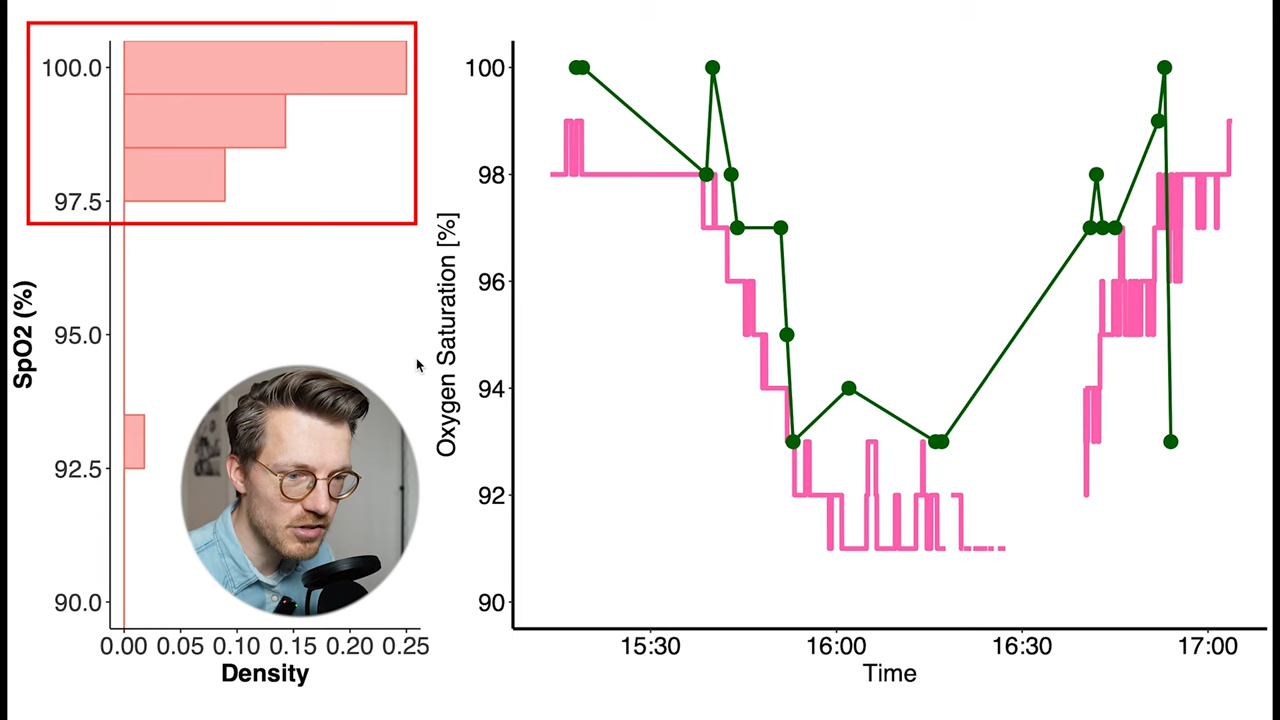 SpO2 (%)
100.0
97.5
95.0
92.5
90.0
0.00 0.05 0.10 0.15 0.20 0.25
Density
Oxygen Saturation [%]
100
98
96
94
92
90
15:30 16:00 16:30 17:00
Time